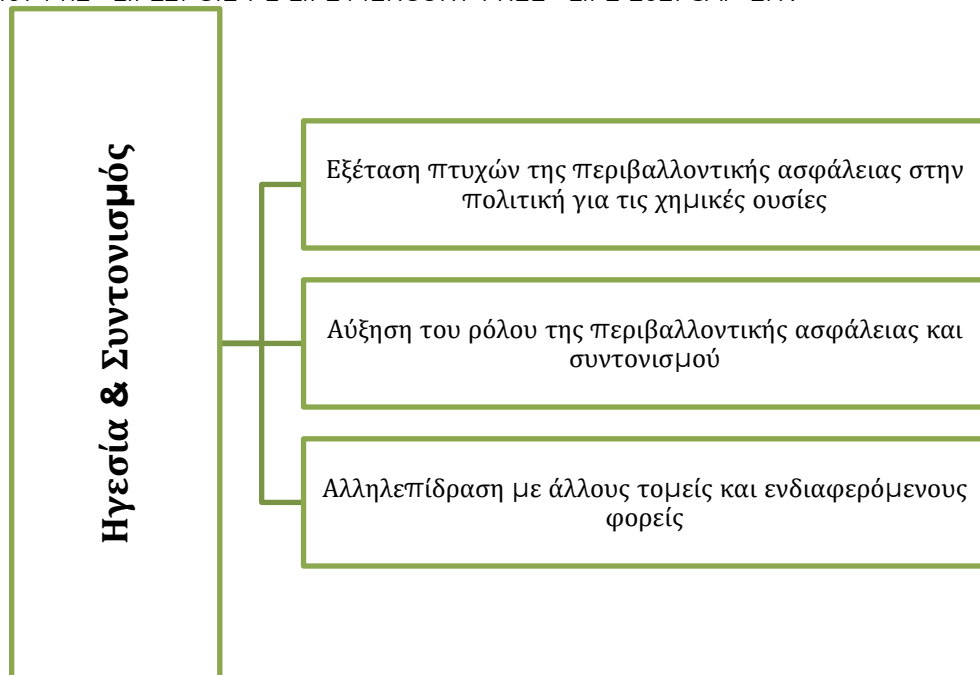 Ηγεσία & Συντονισμός
Εξέταση πτυχών της περιβαλλοντικής ασφάλειας στην
πολιτική για τις χημικές ουσίες
Αύξηση του ρόλου της περιβαλλοντικής ασφάλειας και
συντονισμού
Αλληλεπίδραση με άλλους τομείς και ενδιαφερόμενους
φορείς